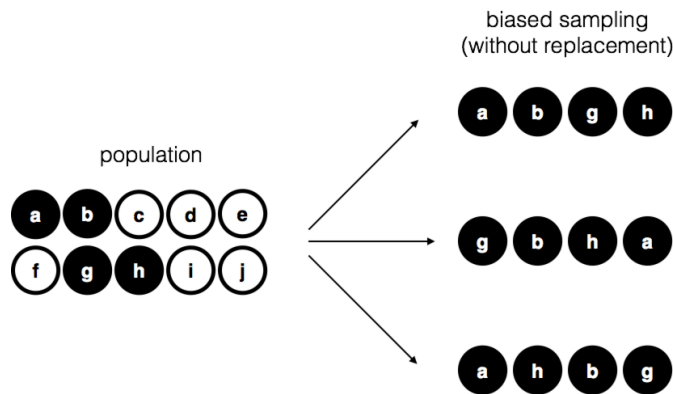 biased sampling
(without replacement)
a b g h
population
a b c d e
g b h a
f g h i j
a h b g